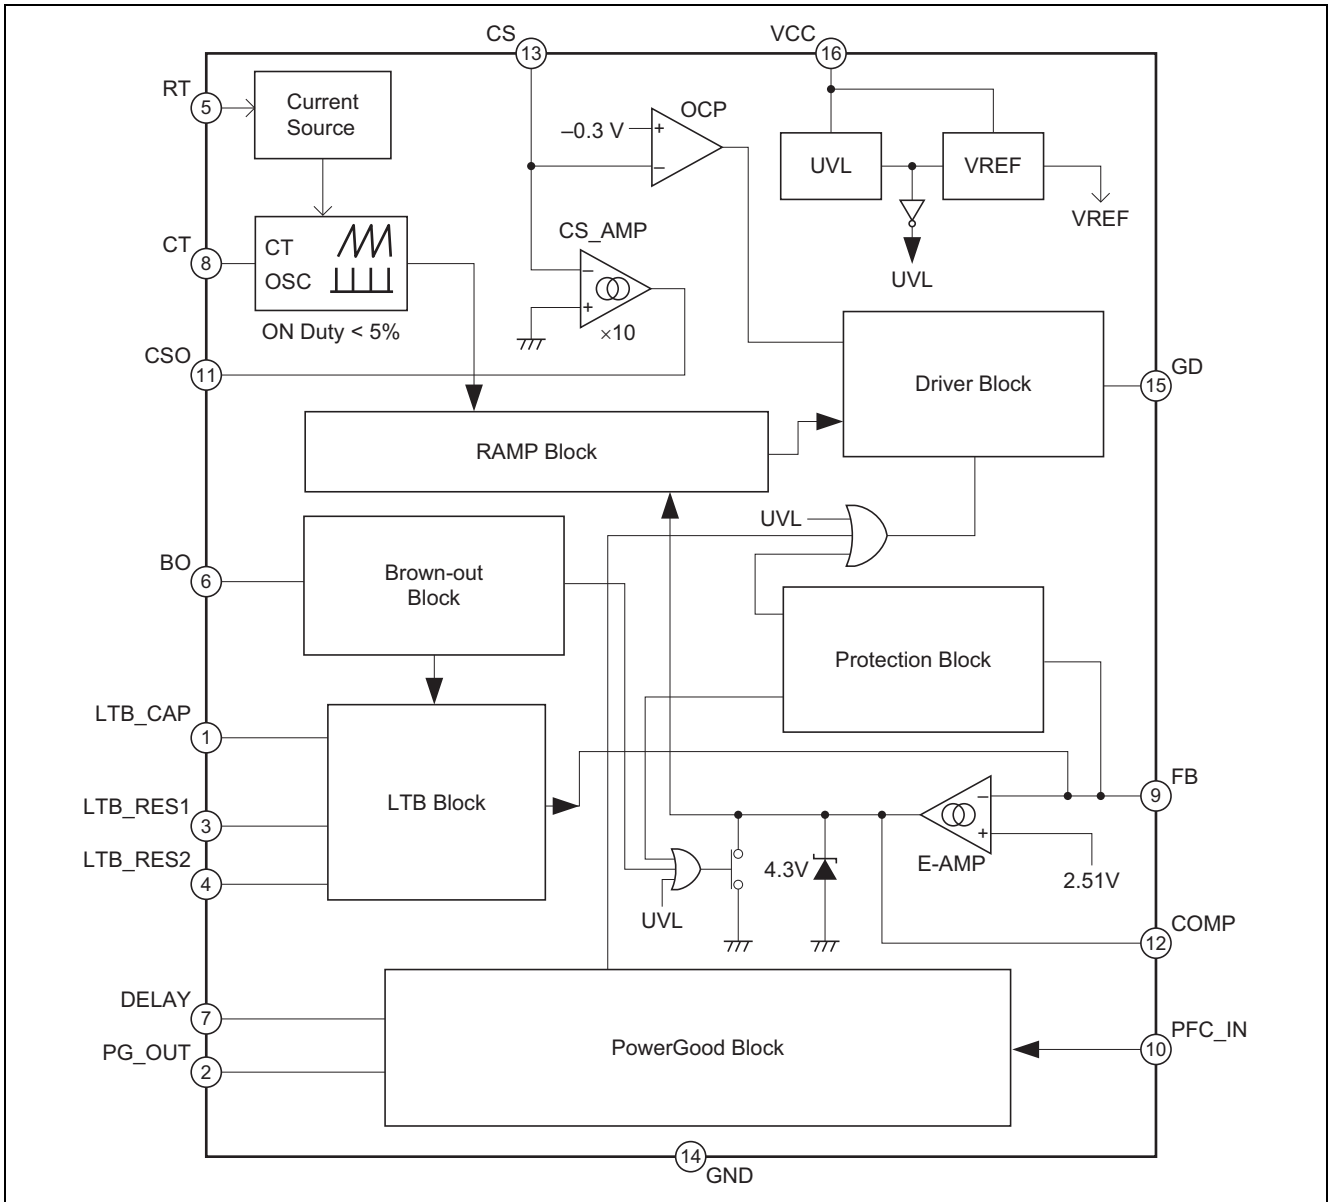 CS
13
VCC
16
RT
5
Current
Source
–0.3 V
+
–
OCP
UVL
VREF
VREF
UVL
CT
8
CT
OSC
ON Duty < 5%
CS_AMP
–
+
×10
CSO
11
Driver Block
GD
15
RAMP Block
UVL
BO
6
Brown-out
Block
Protection Block
LTB_CAP
1
LTB_RES1
3
LTB_RES2
4
LTB Block
FB
9
–
+
E-AMP
2.51V
4.3V
UVL
COMP
12
DELAY
7
PG_OUT
2
PowerGood Block
PFC_IN
10
14
GND